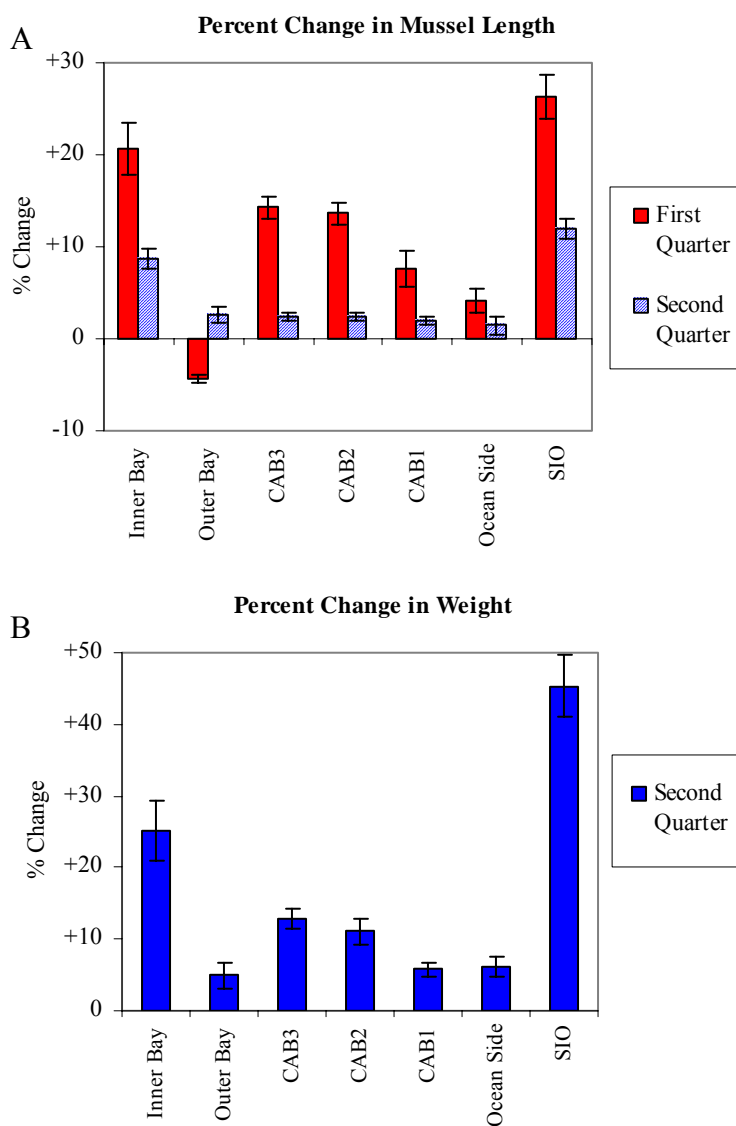 A
Percent Change in Mussel Length
% Change
+30
+20
+10
0
-10
Inner Bay
Outer Bay
CAB3
CAB2
CAB1
Ocean Side
SIO
First
Quarter
Second
Quarter
B
Percent Change in Weight
% Change
+50
+40
+30
+20
+10
0
Inner Bay
Outer Bay
CAB3
CAB2
CAB1
Ocean Side
SIO
Second
Quarter